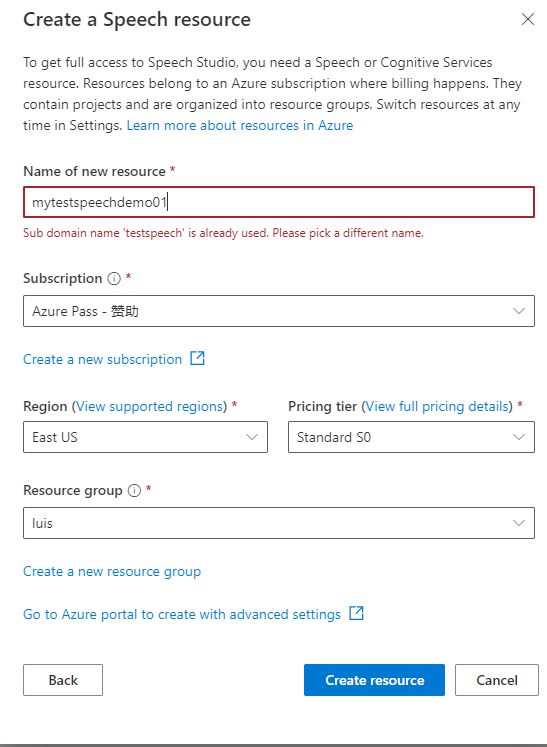 Create a Speech resource
To get full access to Speech Studio, you need a Speech or Cognitive Services
resource. Resources belong to an Azure subscription where billing happens. They
contain projects and are organized into resource groups. Switch resources at any
time in Settings. Learn more about resources in Azure
Name of new resource *
mytestspeechdemo01
Sub domain name 'testspeech' is already used. Please pick a different name.
Subscription *
Azure Pass - 赞助
Create a new subscription
Region (View supported regions) * Pricing tier (View full pricing details) *
East US Standard S0
Resource group *
luis
Create a new resource group
Go to Azure portal to create with advanced settings
Back Create resource Cancel